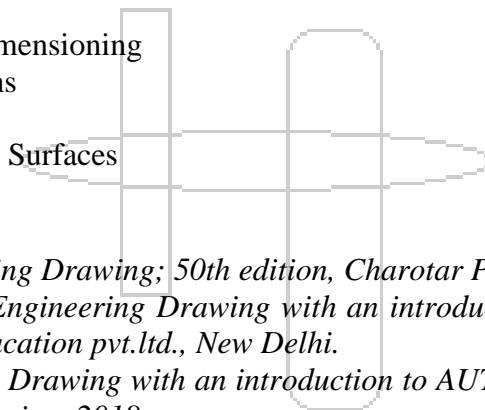 mensioning
ns
Surfaces
ing Drawing; 50th edition, Charotar P
Engineering Drawing with an introdu
ucation pvt.ltd., New Delhi.
Drawing with an introduction to AUT
2018